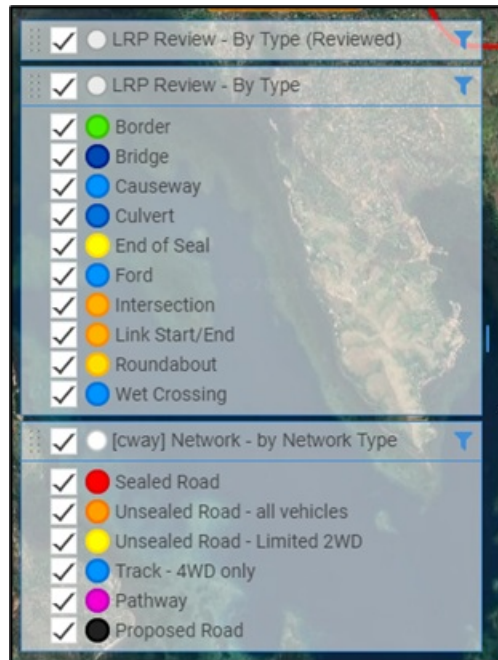 LRP Review - By Type (Reviewed)
LRP Review - By Type
Border
Bridge
Causeway
Culvert
End of Seal
Ford
Intersection
Link Start/End
Roundabout
Wet Crossing
[cway] Network - by Network Type
Sealed Road
Unsealed Road - all vehicles
Unsealed Road - Limited 2WD
Track - 4WD only
Pathway
Proposed Road